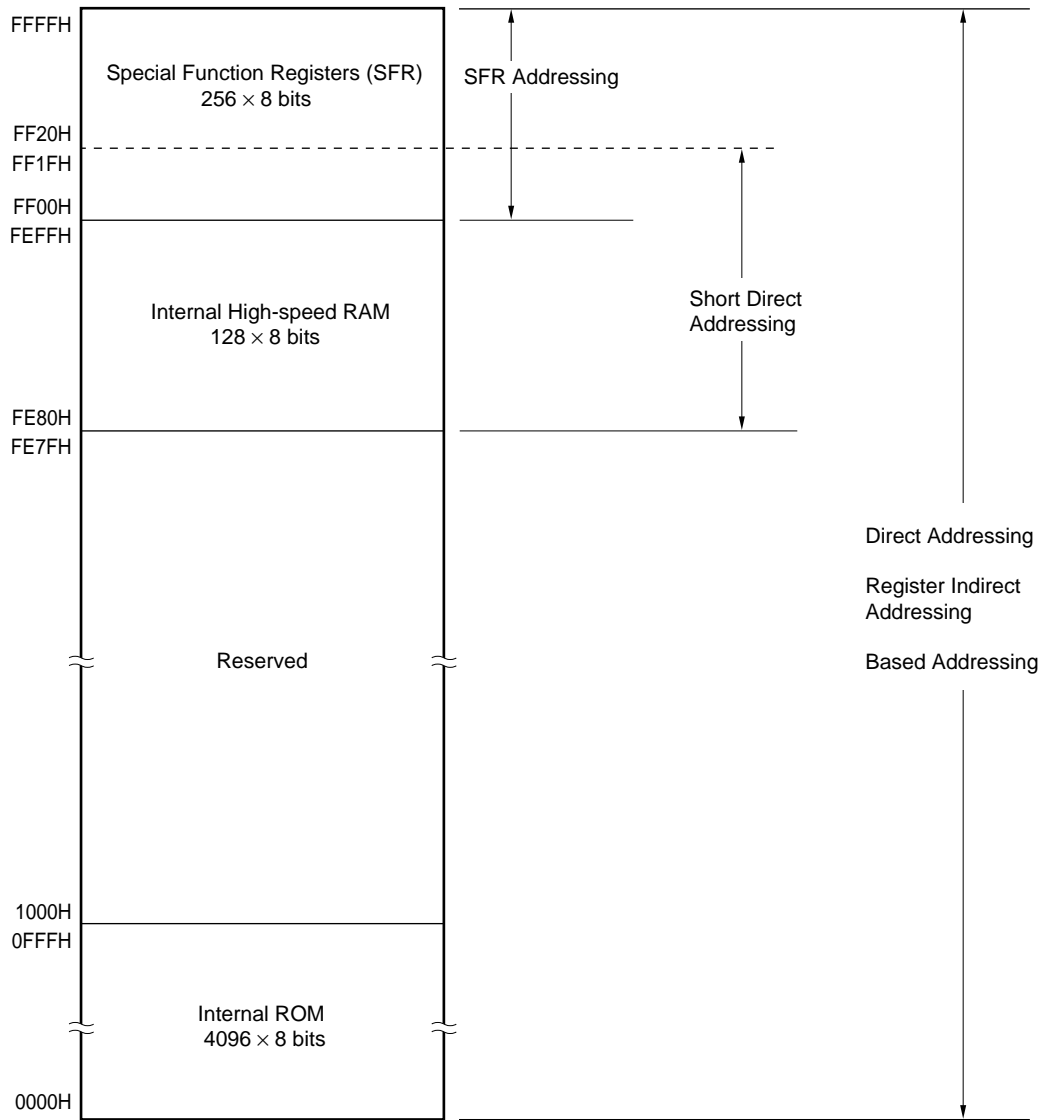 FFFFH
Special Function Registers (SFR)
256 × 8 bits
SFR Addressing
FF20H
FF1FH
FF00H
FEFFH
Internal High-speed RAM
128 × 8 bits
Short Direct
Addressing
FE80H
FE7FH
Direct Addressing
Register Indirect
Addressing
Based Addressing
Reserved
1000H
0FFFH
Internal ROM
4096 × 8 bits
0000H